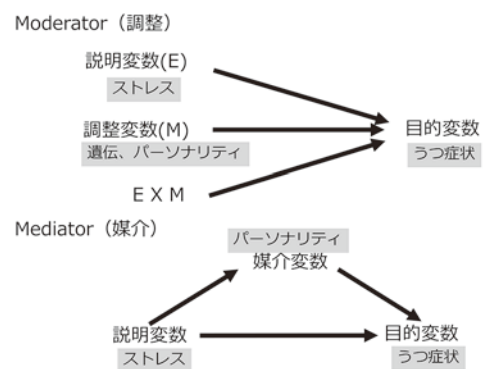 Moderator（調整）
説明変数(E)
ストレス
調整変数(M)
遺伝、パーソナリティ
E X M
目的変数
うつ症状
Mediator（媒介）
パーソナリティ
媒介変数
説明変数
ストレス
目的変数
うつ症状